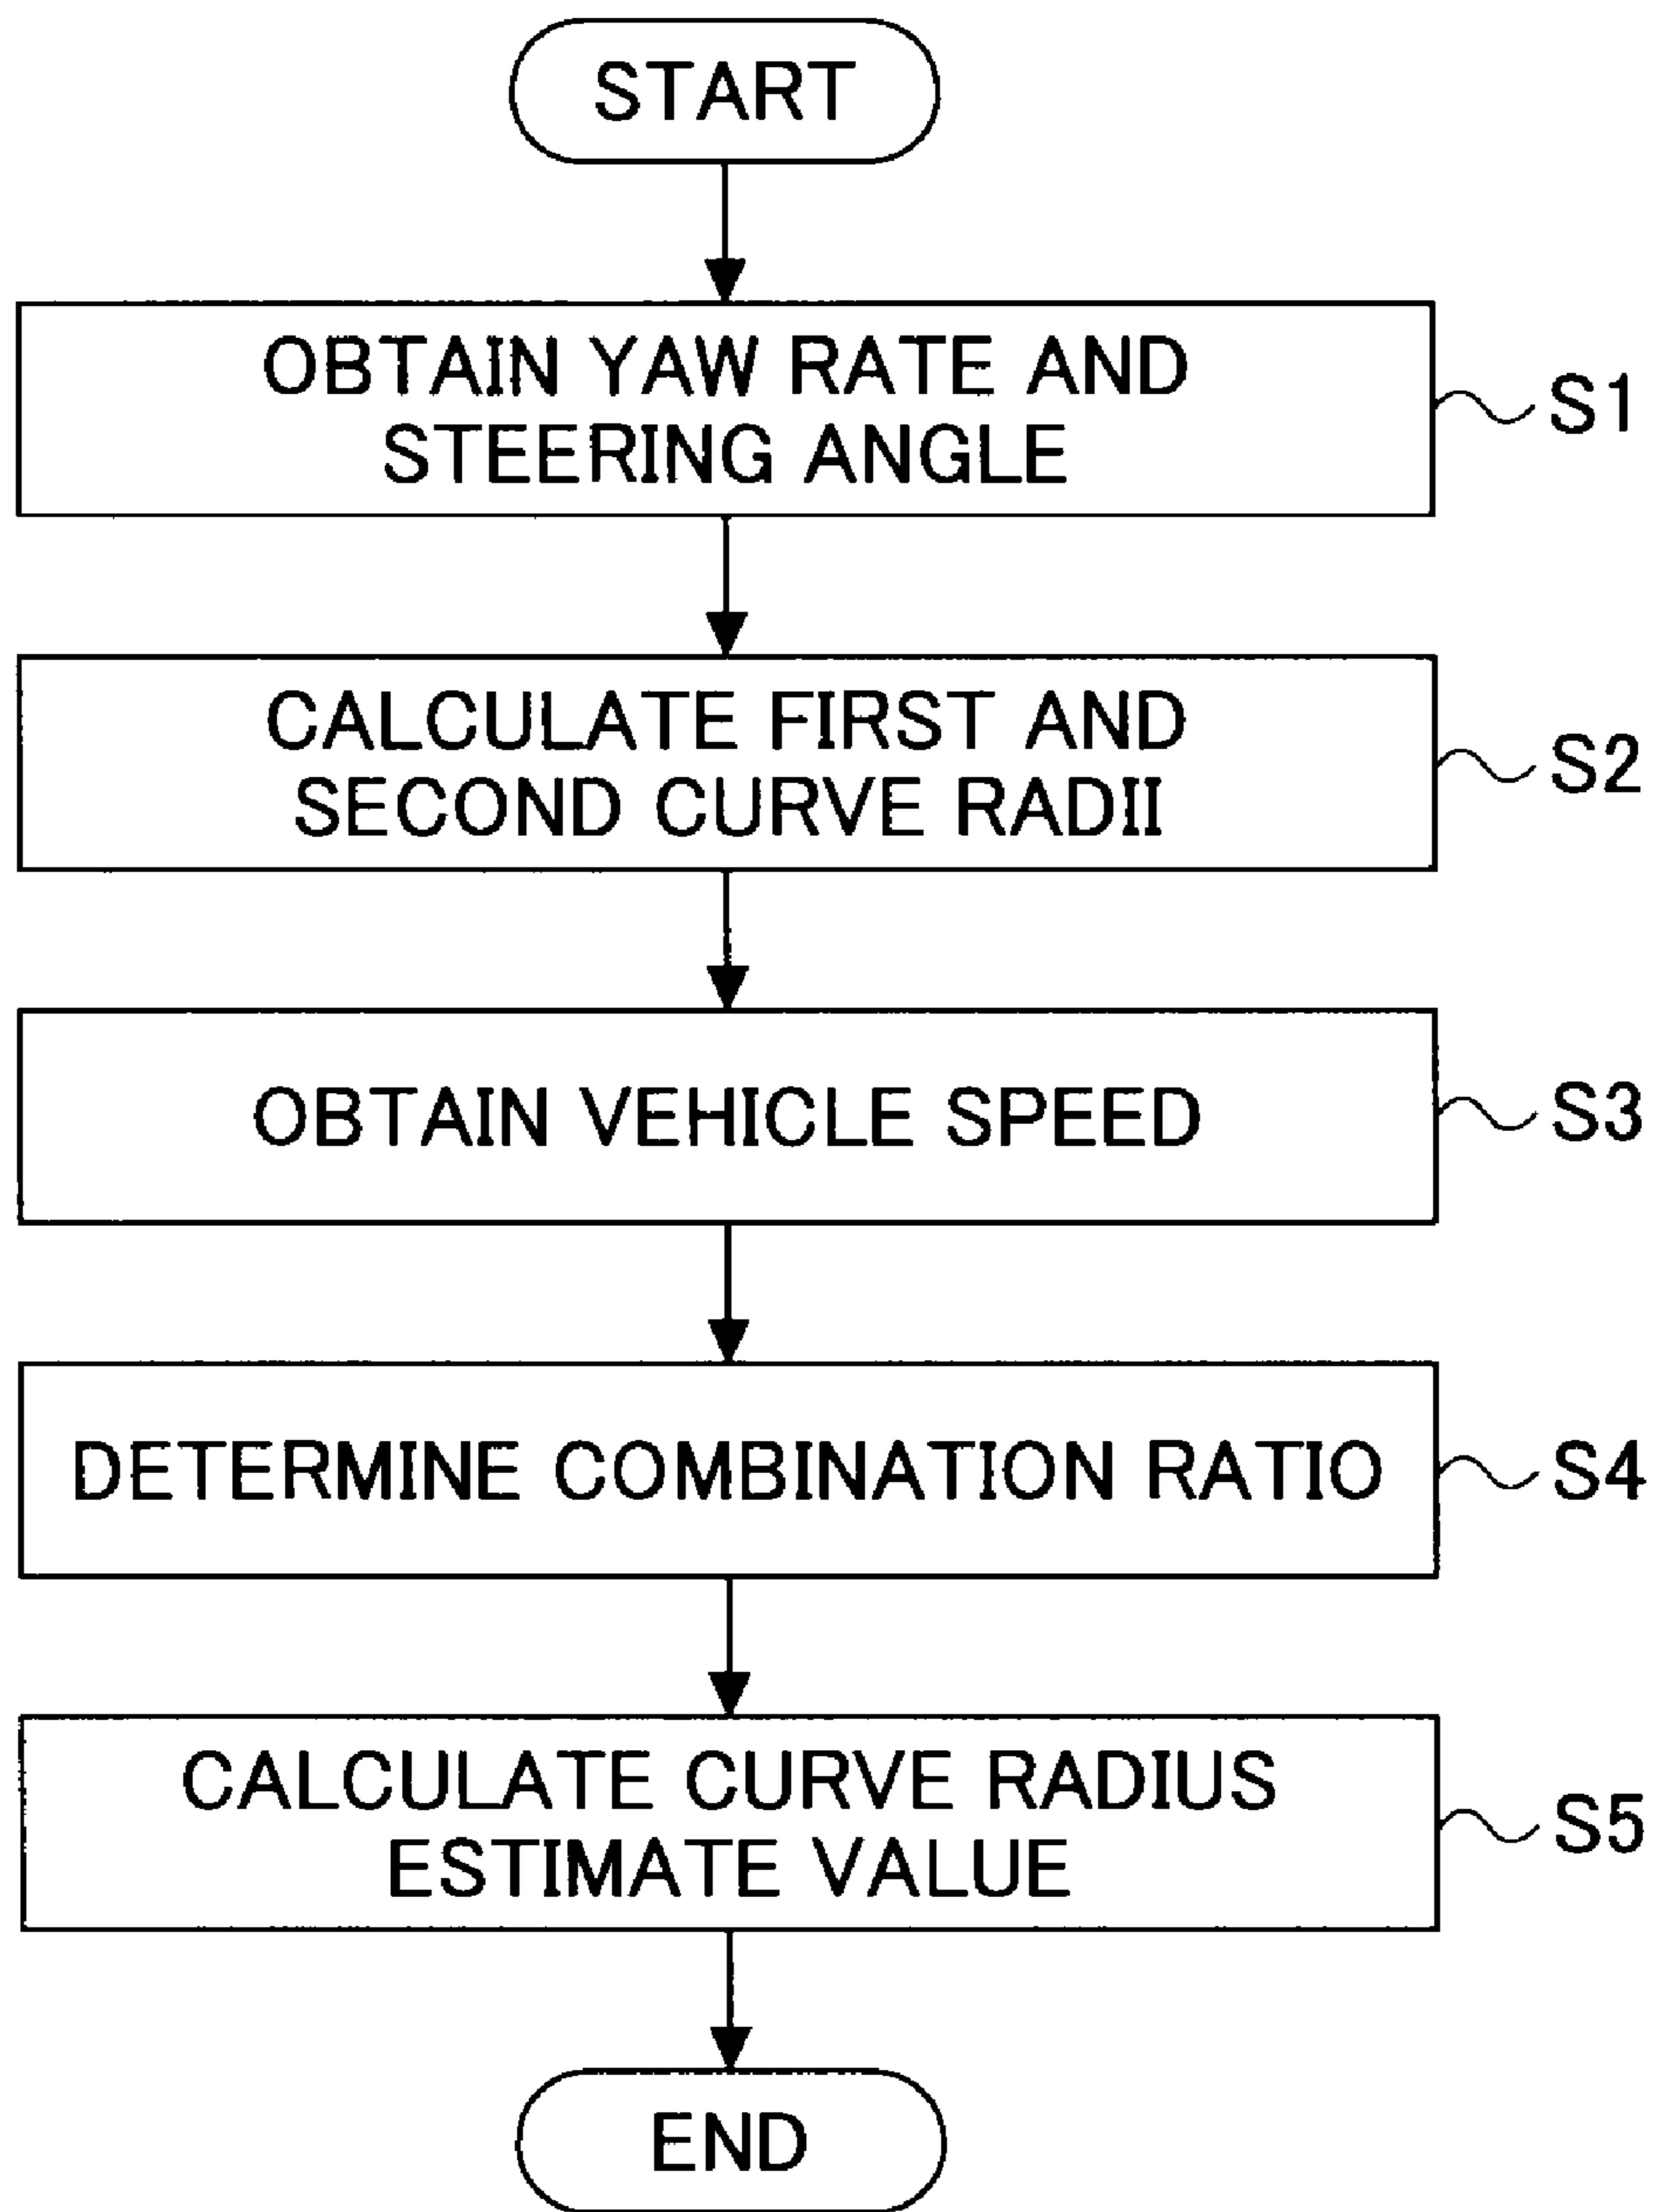 START
OBTAIN YAW RATE AND
STEERING ANGLE
S1
CALCULATE FIRST AND
SECOND CURVE RADII
S2
OBTAIN VEHICLE SPEED
S3
DETERMINE COMBINATION RATIO
S4
CALCULATE CURVE RADIUS
ESTIMATE VALUE
S5
END